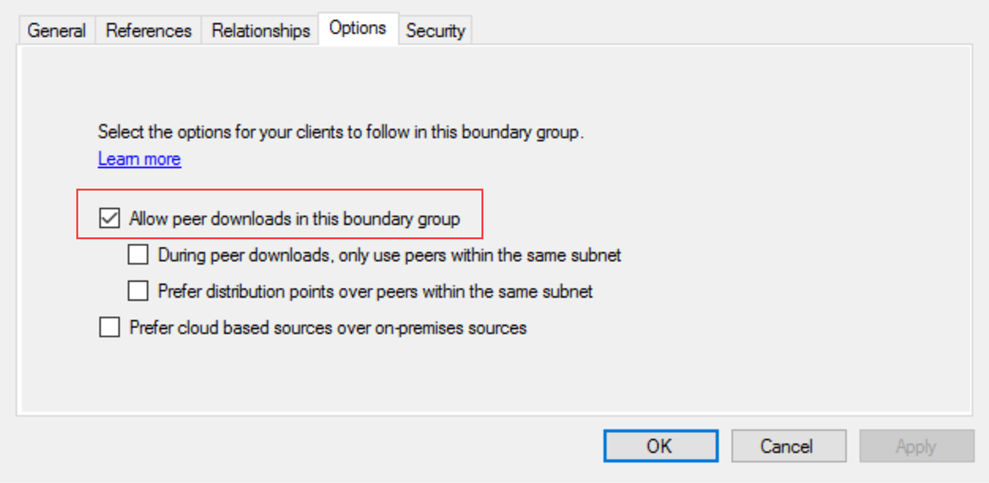 General References Relationships Options Security
Select the options for your clients to follow in this boundary group.
Learn more
Allow peer downloads in this boundary group
During peer downloads, only use peers within the same subnet
Prefer distribution points over peers within the same subnet
Prefer cloud based sources over on-premises sources
OK Cancel Apply